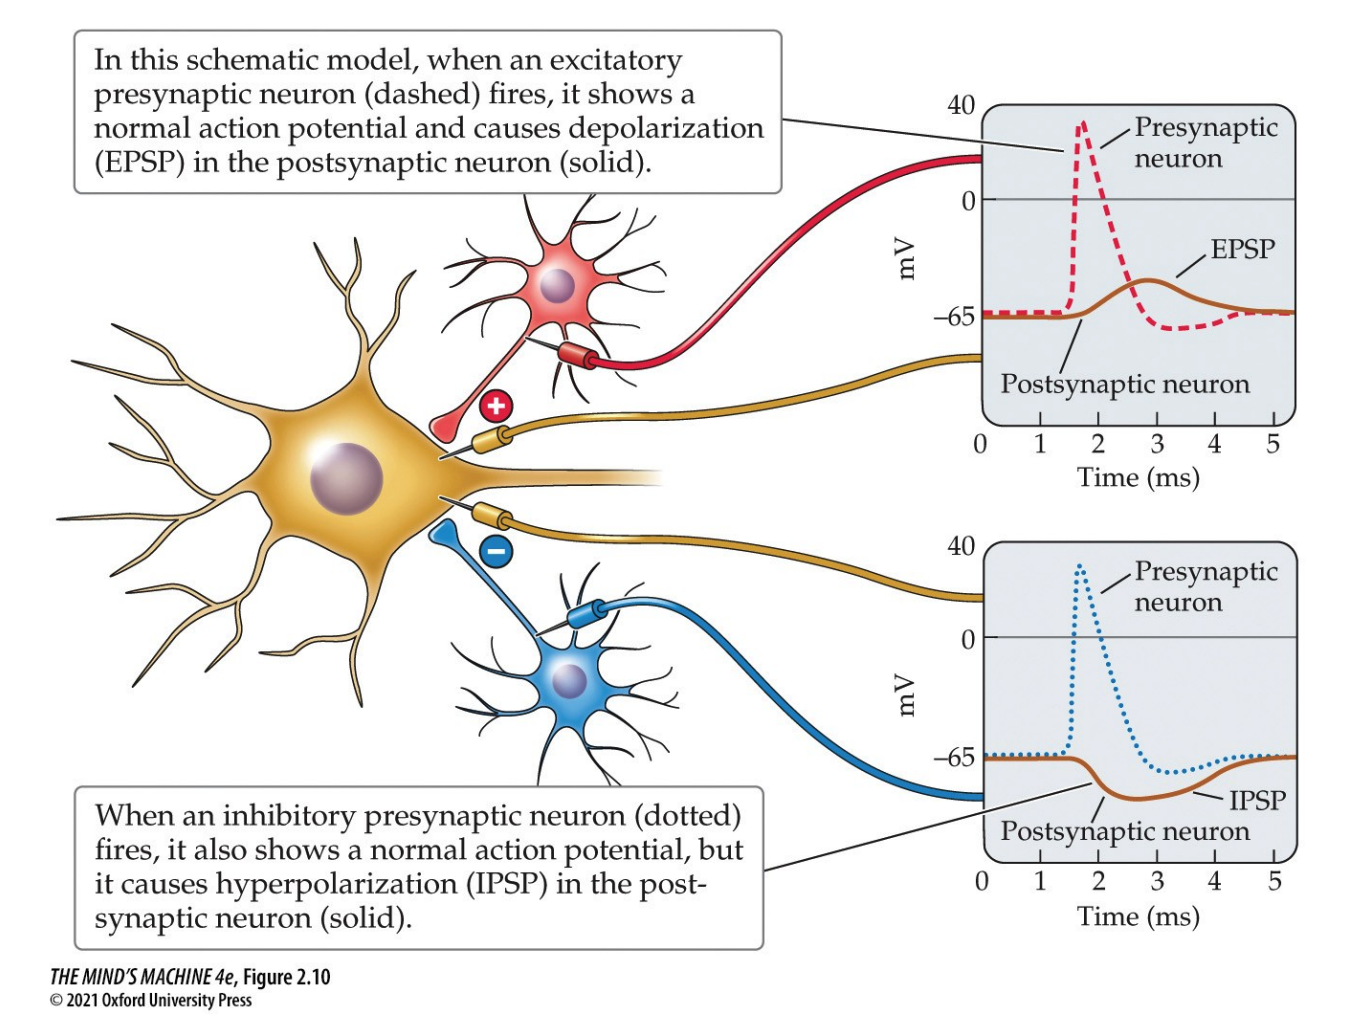 In this schematic model, when an excitatory
presynaptic neuron (dashed) fires, it shows a
normal action potential and causes depolarization
(EPSP) in the postsynaptic neuron (solid).
40
Presynaptic
neuron
0
mV
EPSP
–65
Postsynaptic neuron
0 1 2 3 4 5
Time (ms)
+
−
40
Presynaptic
neuron
0
mV
–65
IPSP
Postsynaptic neuron
0 1 2 3 4 5
Time (ms)
When an inhibitory presynaptic neuron (dotted)
fires, it also shows a normal action potential, but
it causes hyperpolarization (IPSP) in the post-
synaptic neuron (solid).
THE MIND'S MACHINE 4e, Figure 2.10
© 2021 Oxford University Press